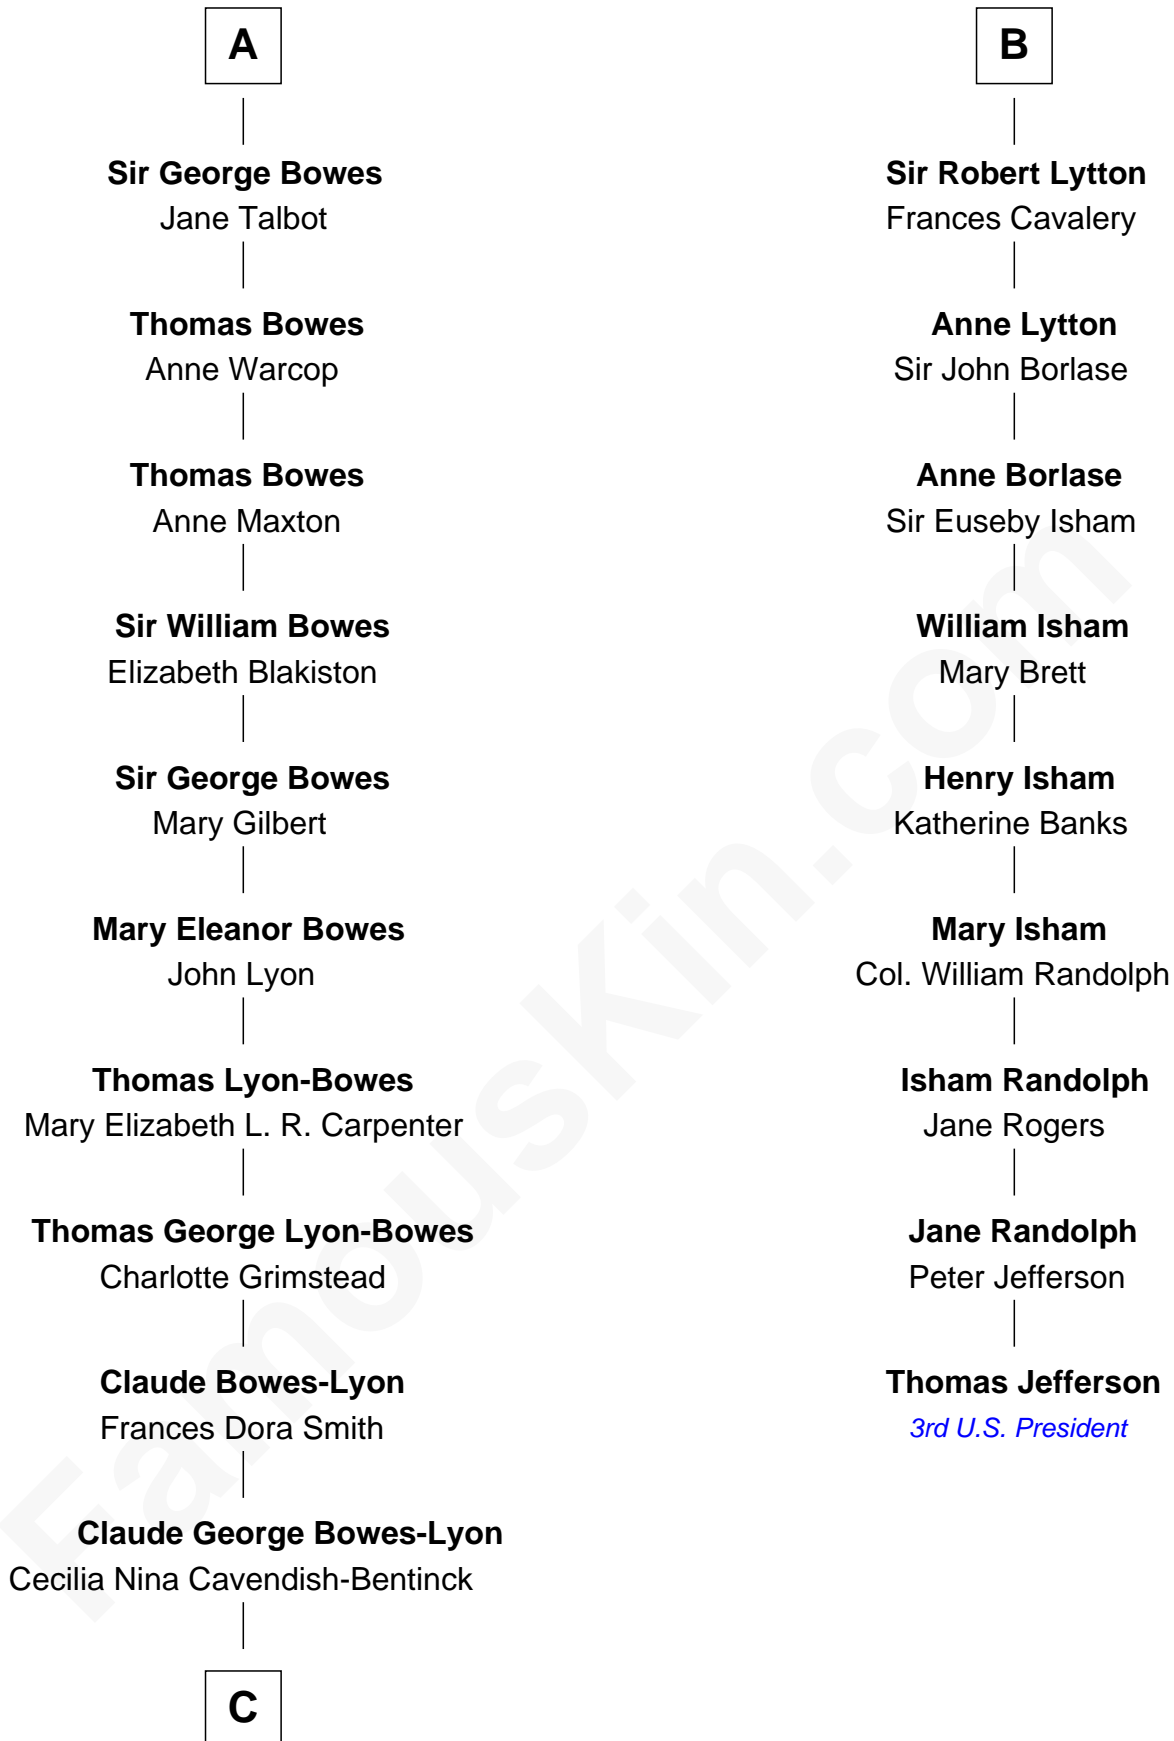 A
Sir George Bowes
Jane Talbot
Thomas Bowes
Anne Warcop
Thomas Bowes
Anne Maxton
Sir William Bowes
Elizabeth Blakiston
Sir George Bowes
Mary Gilbert
Mary Eleanor Bowes
John Lyon
Thomas Lyon-Bowes
Mary Elizabeth L. R. Carpenter
Thomas George Lyon-Bowes
Charlotte Grimstead
Claude Bowes-Lyon
Frances Dora Smith
Claude George Bowes-Lyon
Cecilia Nina Cavendish-Bentinck
C
B
Sir Robert Lytton
Frances Cavalery
Anne Lytton
Sir John Borlase
Anne Borlase
Sir Euseby Isham
William Isham
Mary Brett
Henry Isham
Katherine Banks
Mary Isham
Col. William Randolph
Isham Randolph
Jane Rogers
Jane Randolph
Peter Jefferson
Thomas Jefferson
3rd U.S. President
FamousKin.com